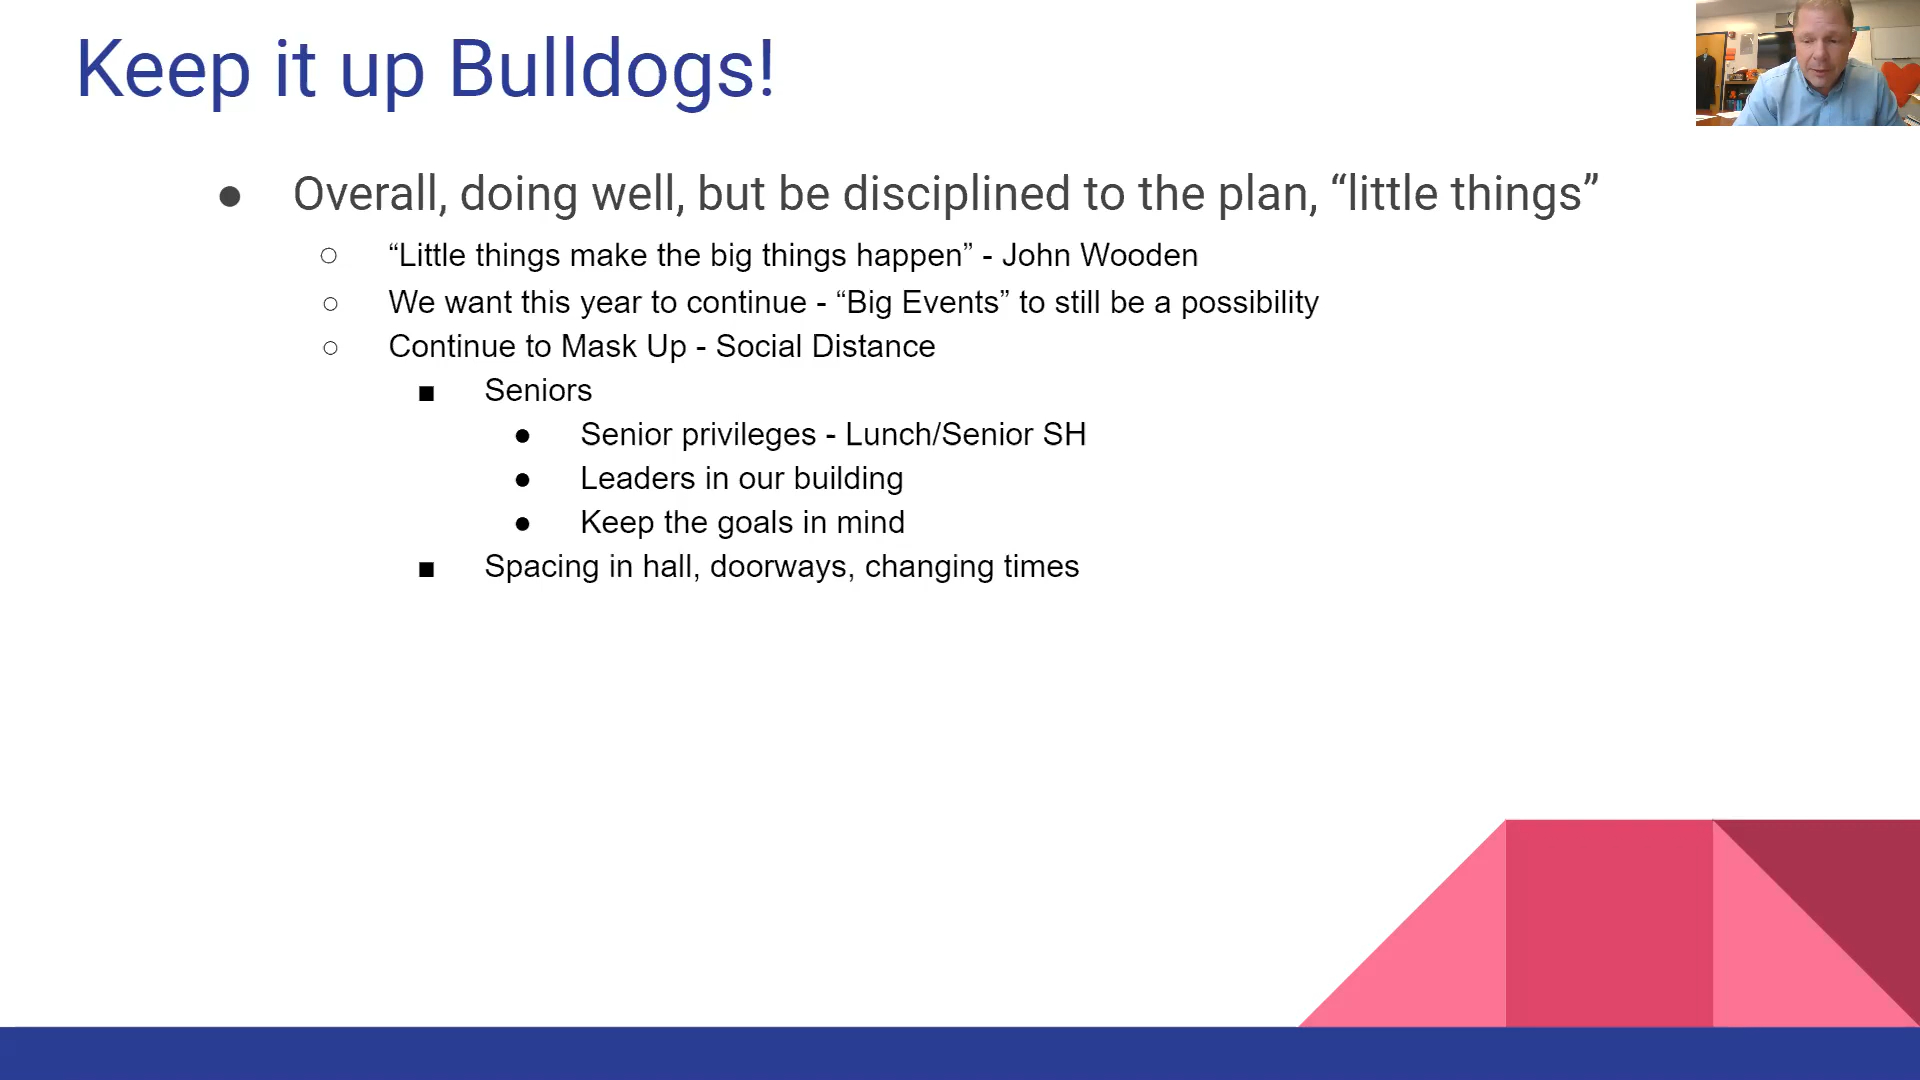 Keep it up Bulldogs!
● Overall, doing well, but be disciplined to the plan, “little things”
○ “Little things make the big things happen” - John Wooden
○ We want this year to continue - “Big Events” to still be a possibility
○ Continue to Mask Up - Social Distance
■ Seniors
● Senior privileges - Lunch/Senior SH
● Leaders in our building
● Keep the goals in mind
■ Spacing in hall, doorways, changing times